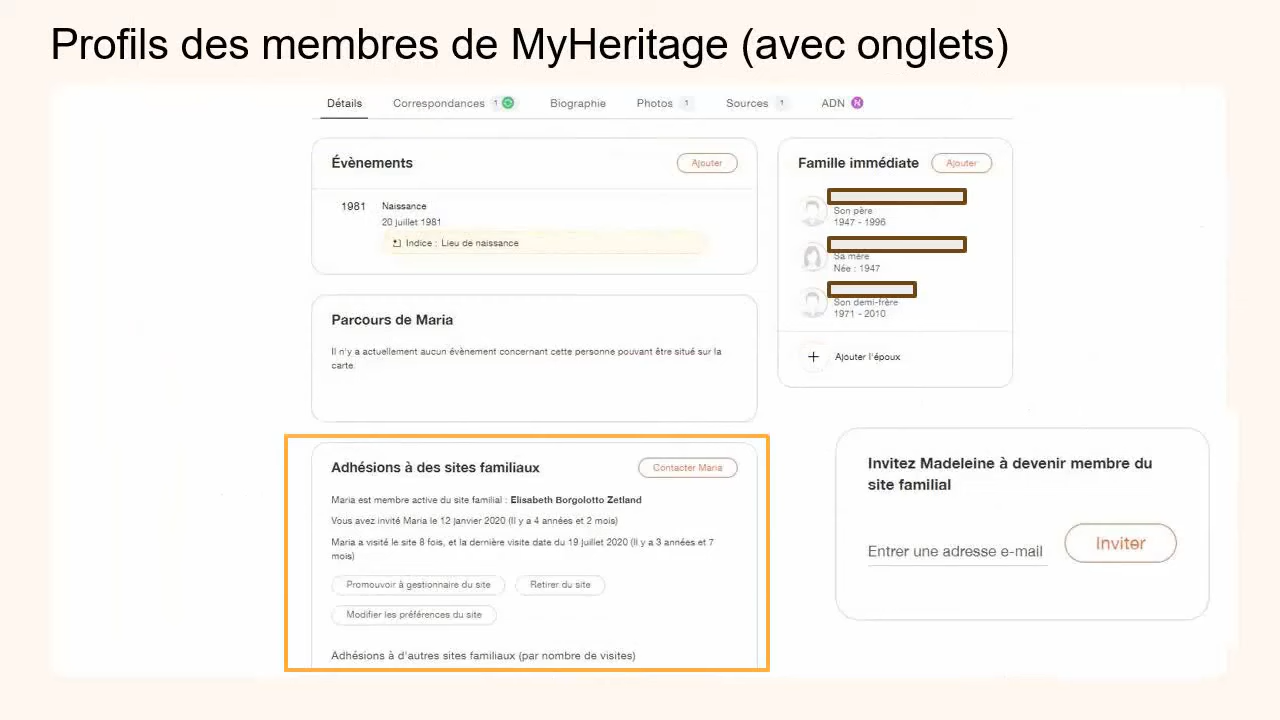 Profils des membres de MyHeritage (avec onglets)
Détails Correspondances 1 Biographie Photos 1 Sources 1 ADN
Évènements Ajouter
1981 Naissance
20 juillet 1981
Indice : Lieu de naissance
Famille immédiate Ajouter
Son père
1947 - 1996
Sa mère
Née : 1947
Son demi-frère
1971 - 2010
Ajouter l'époux
Parcours de Maria
Il n'y a actuellement aucun évènement concernant cette personne pouvant être situé sur la
carte.
Adhésions à des sites familiaux Contacter Maria
Maria est membre active du site familial : Elisabeth Borgolotto Zetland
Vous avez invité Maria le 12 janvier 2020 (Il y a 4 années et 2 mois)
Maria a visité le site 8 fois, et la dernière visite date du 19 juillet 2020 (Il y a 3 années et 7
mois)
Promouvoir à gestionnaire du site Retirer du site
Modifier les préférences du site
Adhésions à d'autres sites familiaux (par nombre de visites)
Invitez Madeleine à devenir membre du
site familial
Entrer une adresse e-mail Inviter